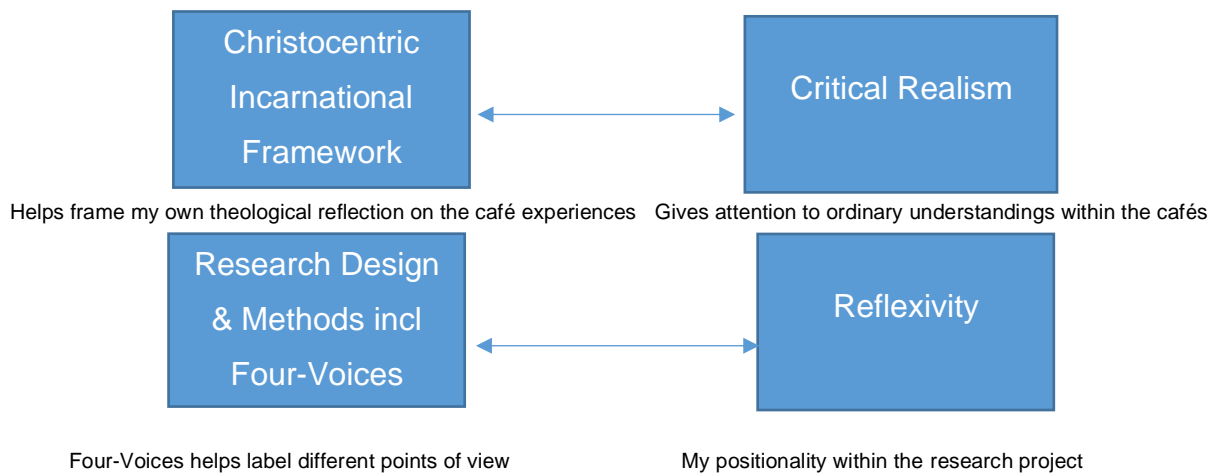 Christocentric
Incarnational
Framework
Critical Realism
Helps frame my own theological reflection on the café experiences
Gives attention to ordinary understandings within the cafés
Research Design
& Methods incl
Four-Voices
Reflexivity
Four-Voices helps label different points of view
My positionality within the research project